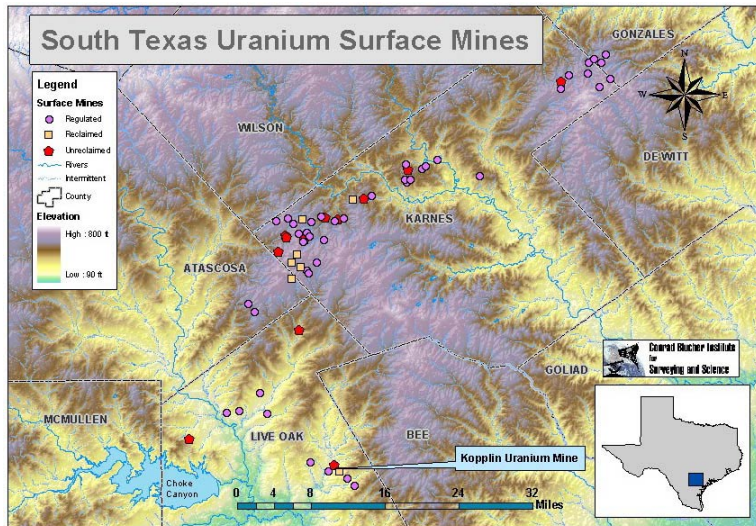 South Texas Uranium Surface Mines
GONZALES
Legend
Surface Mines
Regulated
Reclaimed
Unreclaimed
Rivers
Intermittent
County
Elevation
High : 800 ft
Low : 90 ft
N
W E
S
WILSON
DEWITT
KARNES
ATASCOSA
Conrad Blucher Institute
for
Surveying and Science
GOLIAD
MCMULLEN
LIVE OAK
BEE
Kopplin Uranium Mine
Choke
Canyon
0 4 8 16 24 32
Miles